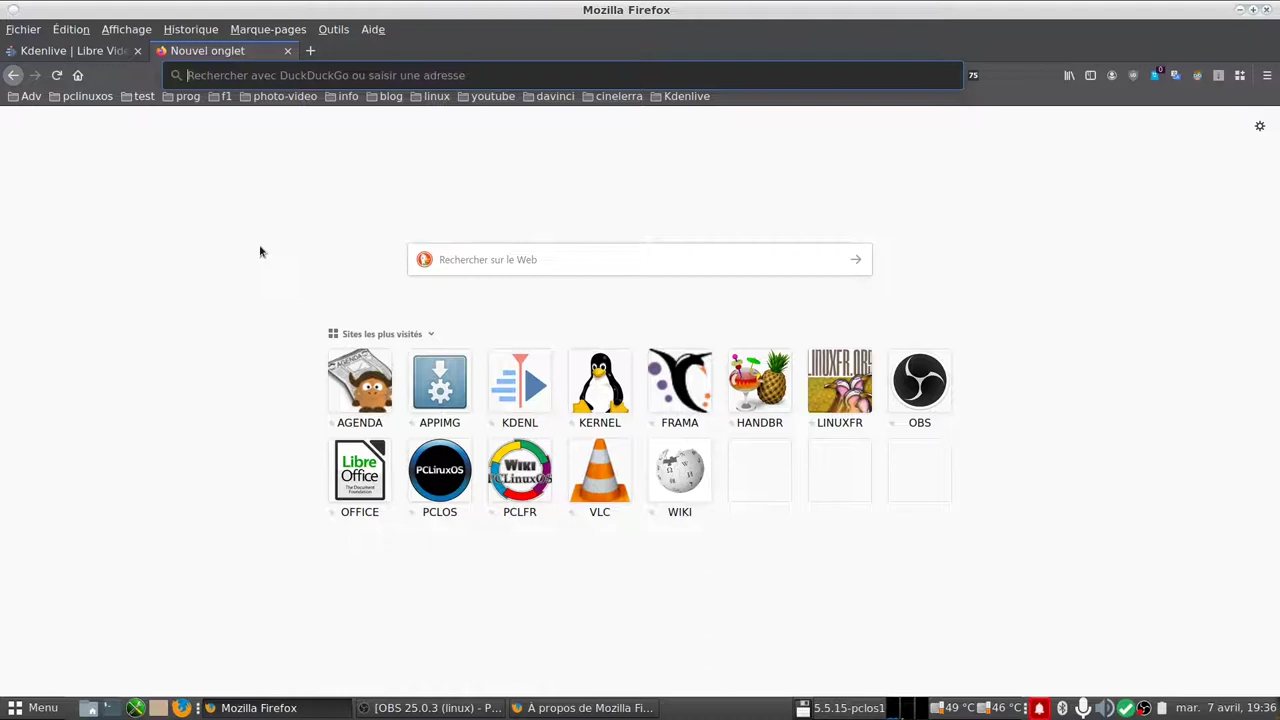 Mozilla Firefox
Fichier Édition Affichage Historique Marque-pages Outils Aide
Kdenlive | Libre Vide
Nouvel onglet
Rechercher avec DuckDuckGo ou saisir une adresse
75
0
Adv pclinuxos test prog f1 photo-video info blog linux youtube davinci cinelerra Kdenlive
Rechercher sur le Web
Sites les plus visités
LINUXFR.ORG
AGENDA APPIMG KDENL KERNEL FRAMA HANDBR LINUXFR OBS
Libre Office
The Document Foundation
PCLinuxOS
WIKI PCLinuxOS
OFFICE PCLOS PCLFR VLC WIKI
Menu Mozilla Firefox [OBS 25.0.3 (linux) - P... À propos de Mozilla Fi... 5.5.15-pclos1 49 °C 46 °C mar. 7 avril, 19:36